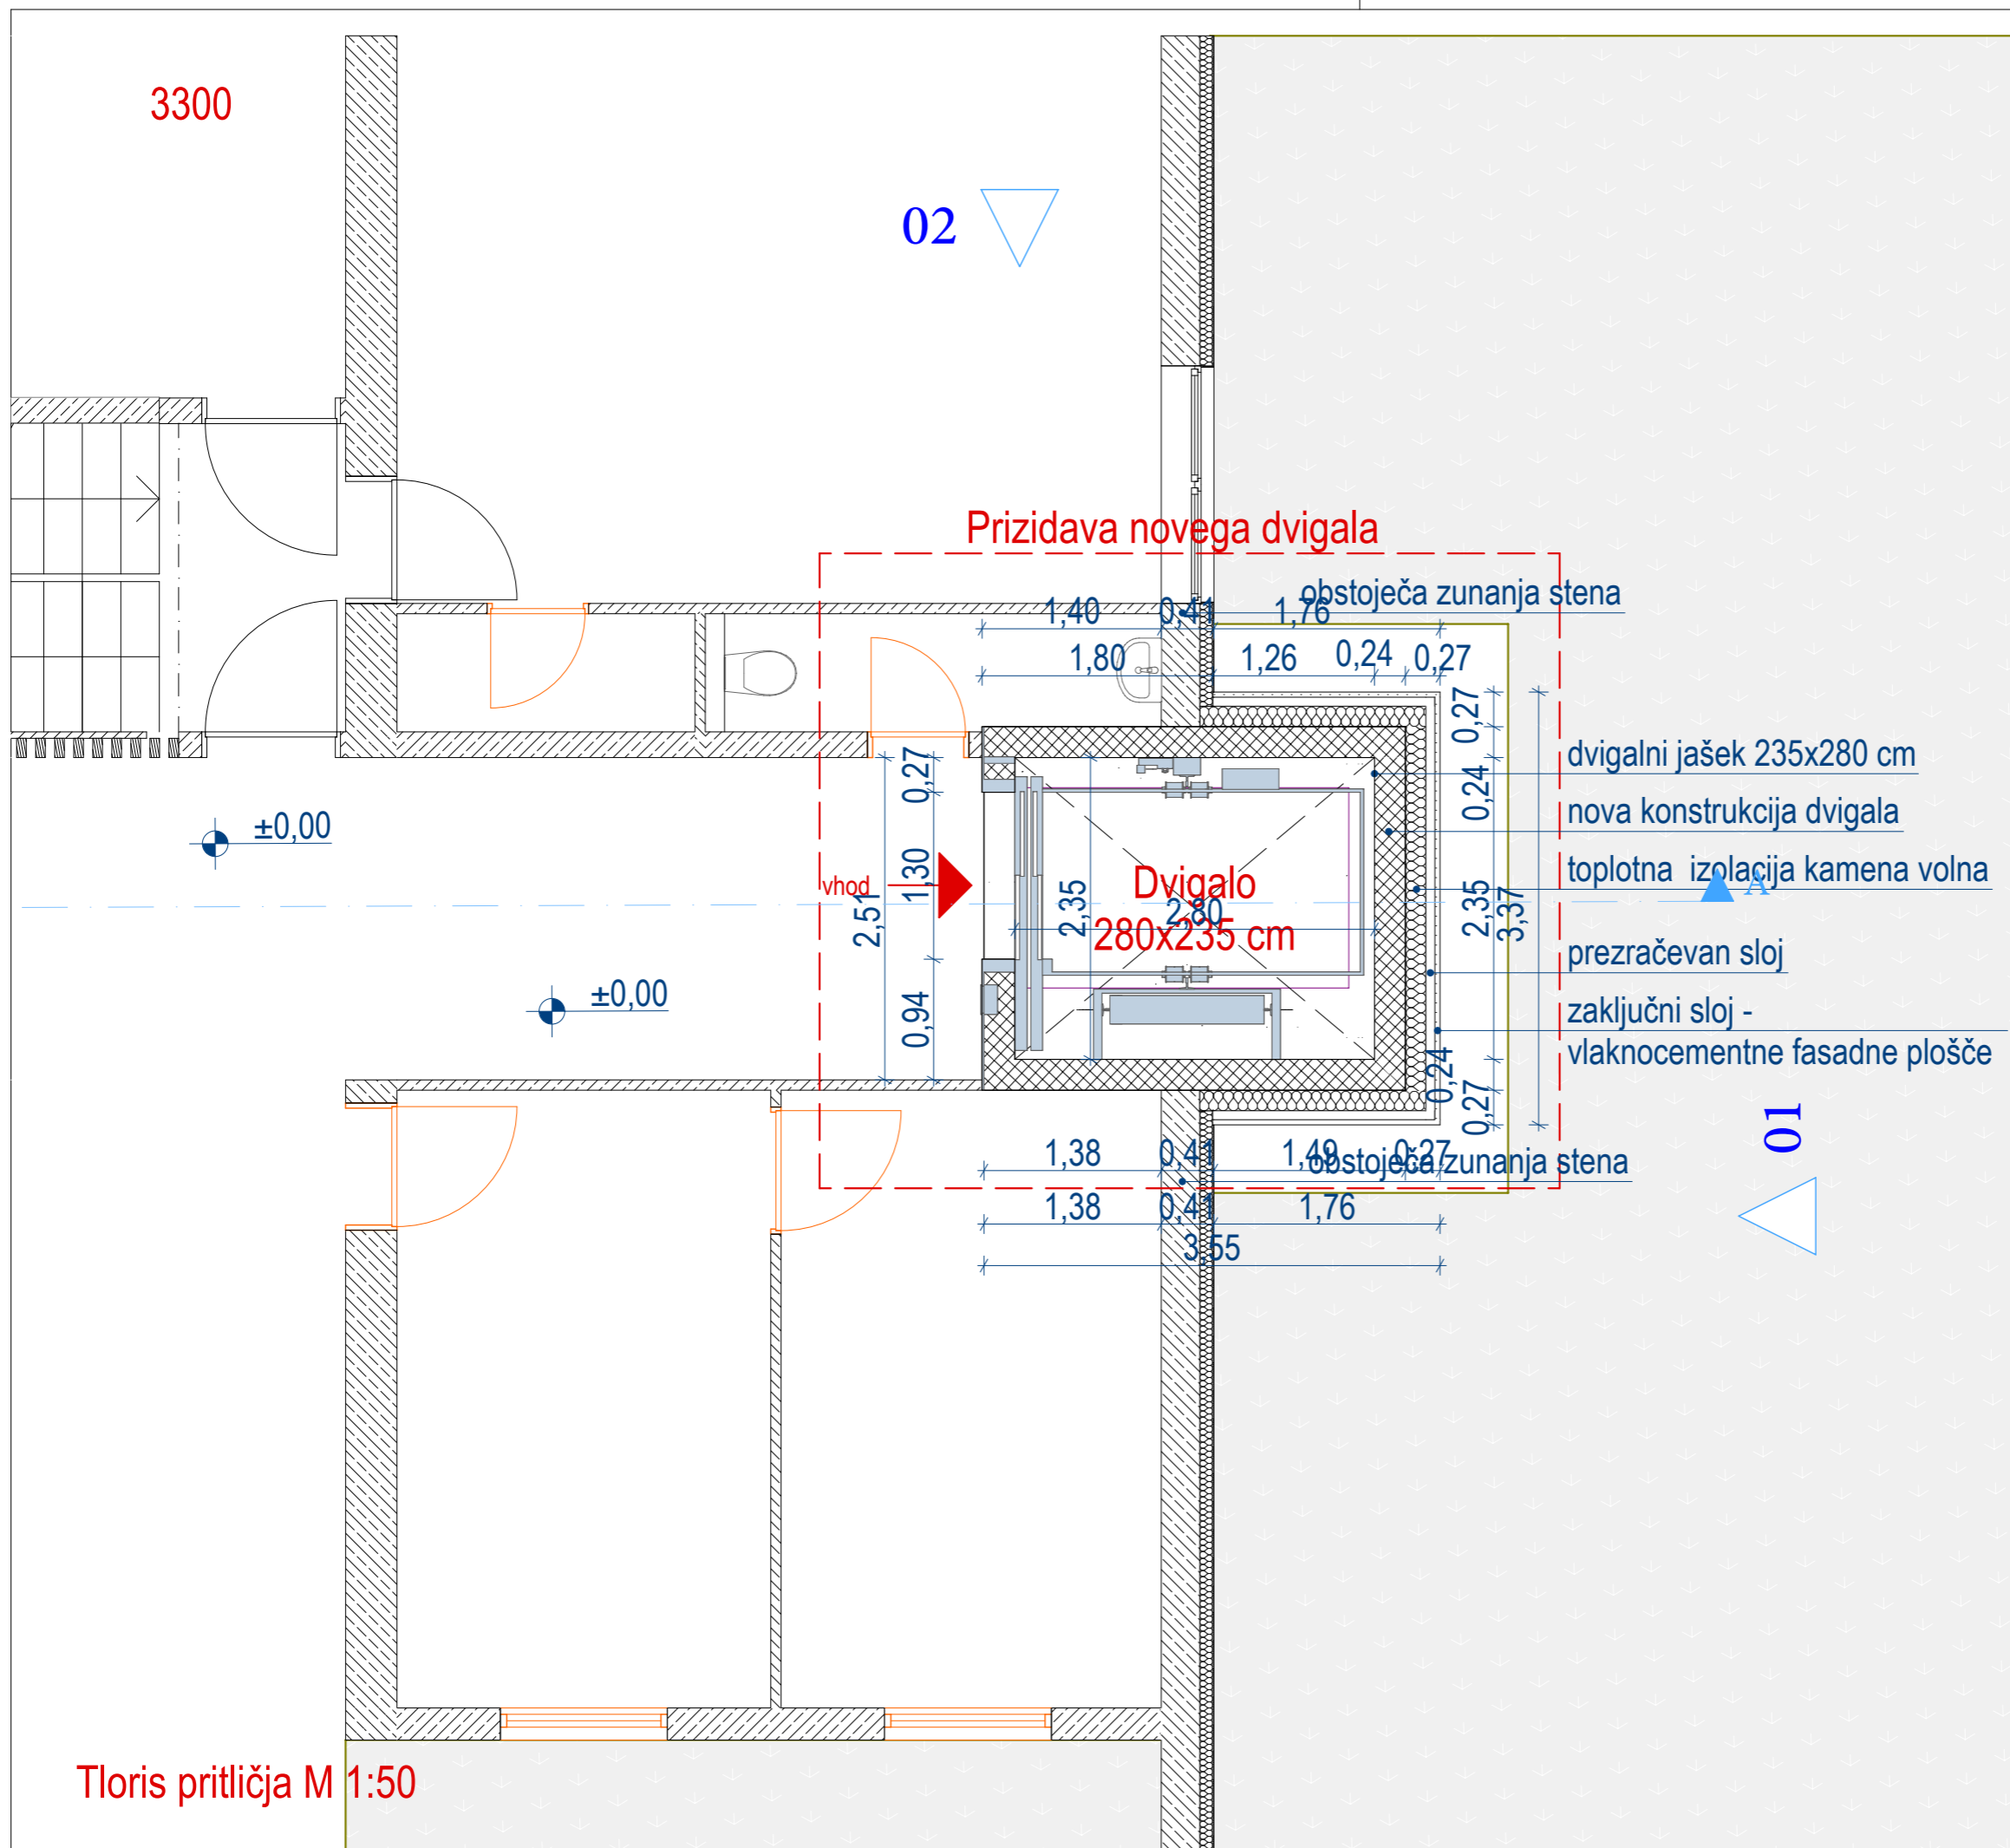 3300
02
Prizidava novega dvigala
obstoječa zunanja stena
1,40
0,41
1,76
1,80
1,26
0,24
0,27
0,27
dvigalni jašek 235x280 cm
0,24
0,27
nova konstrukcija dvigala
±0,00
toplotna izolacija kamena volna
A
vhod
1,30
2,51
2,35
Dvigalo
2,80
280x235 cm
2,35
3,37
prezračevan sloj
±0,00
0,94
zaključni sloj -
vlaknocementne fasadne plošče
0,24
0,27
01
1,38
0,41
1,49
0,27
obstoječa zunanja stena
1,38
0,41
1,76
3,55
Tloris pritličja M 1:50